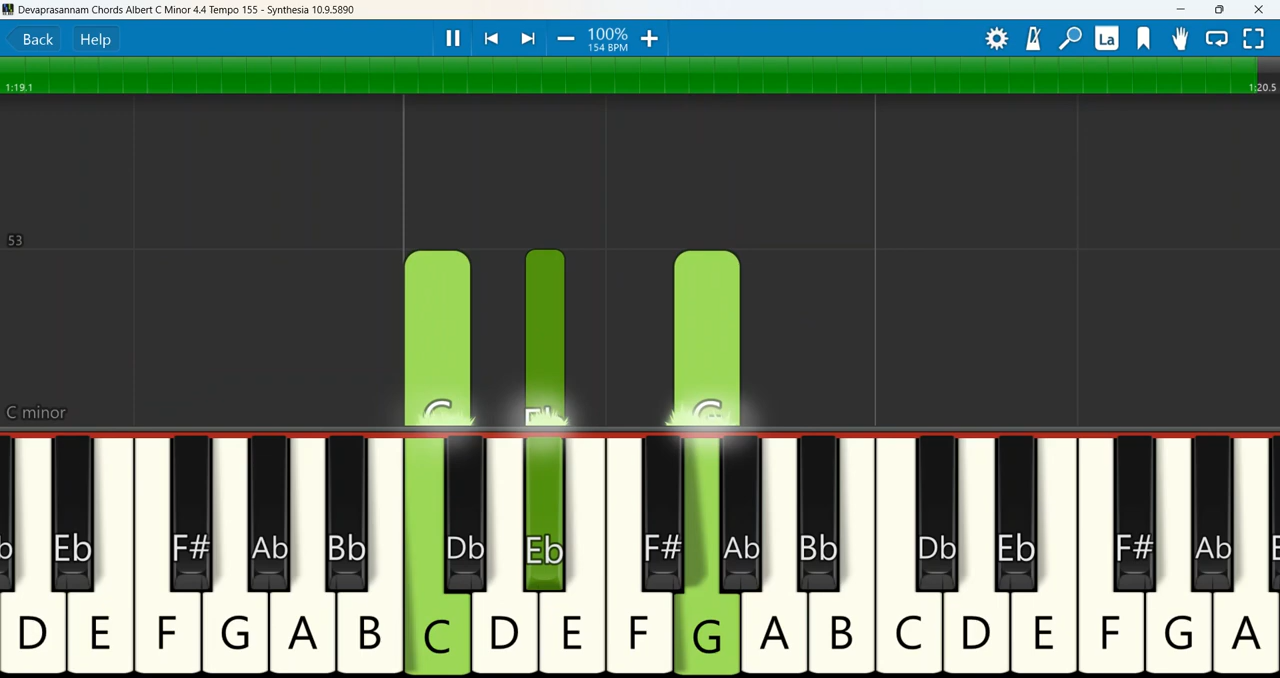 Devaprasannam Chords Albert C Minor 4.4 Tempo 155 - Synthesia 10.9.5890
Back Help 100% La
154 BPM
1:19.1 1:20.5
53
C minor
Eb F# Ab Bb Db Eb F# Ab Bb Db Eb F# Ab
D E F G A B C D E F G A B C D E F G A